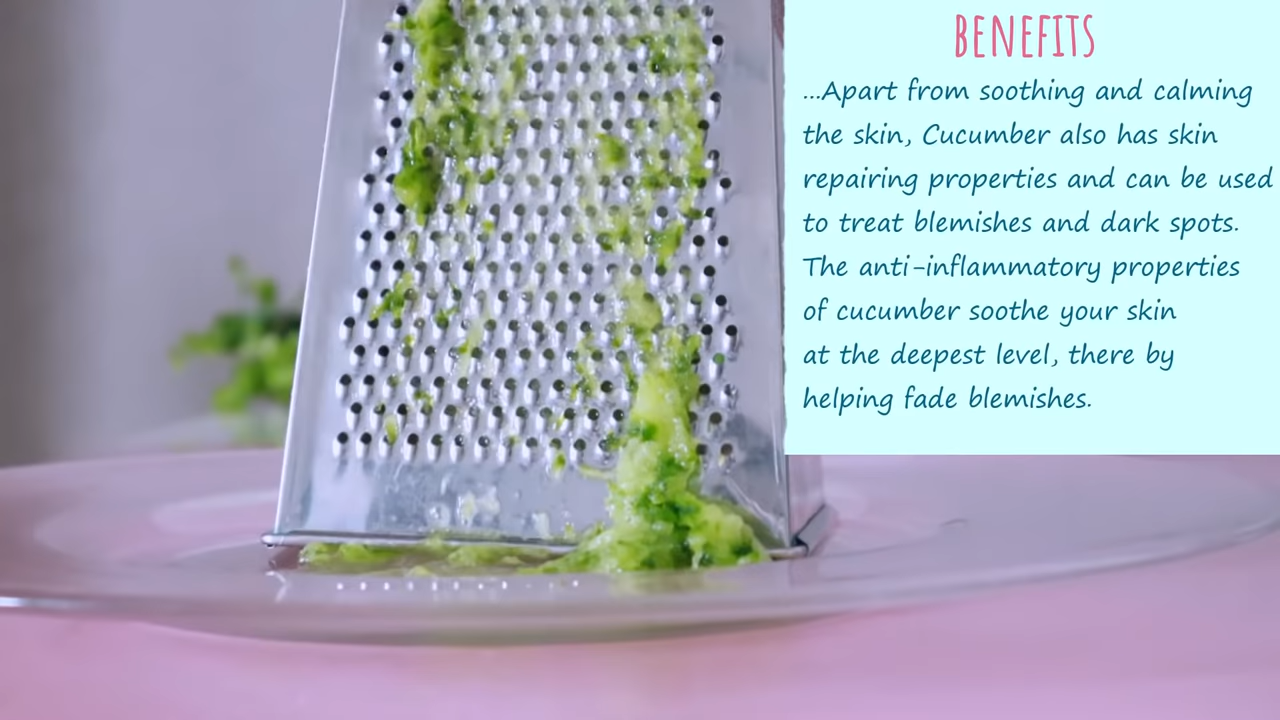 BENEFITS
...Apart from soothing and calming
the skin, Cucumber also has skin
repairing properties and can be used
to treat blemishes and dark spots.
The anti-inflammatory properties
of cucumber soothe your skin
at the deepest level, there by
helping fade blemishes.